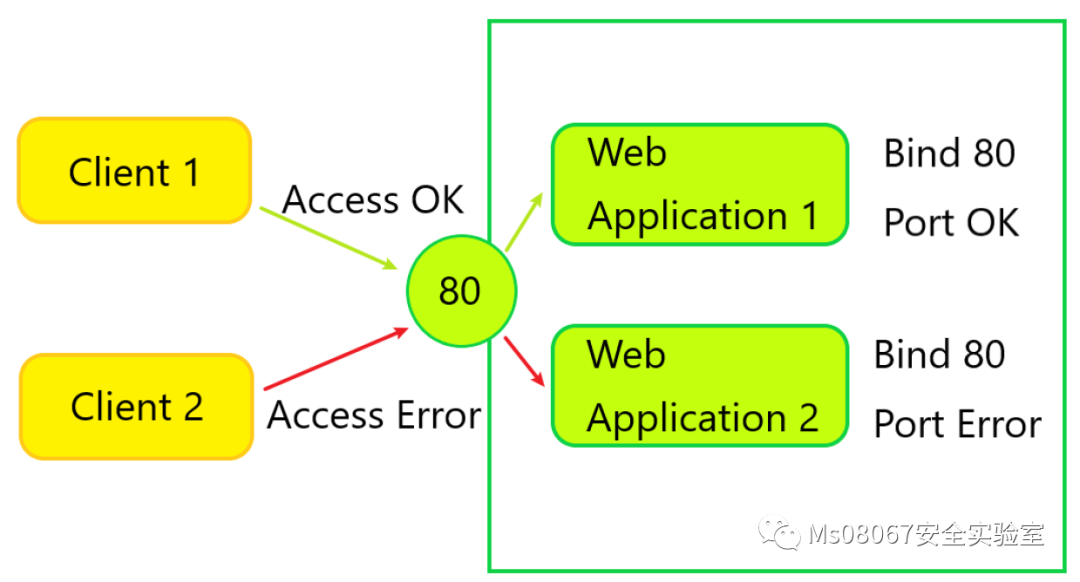 Client 1
Access OK
80
Client 2
Access Error
Web
Application 1
Bind 80
Port OK
Web
Application 2
Bind 80
Port Error
Ms08067安全实验室